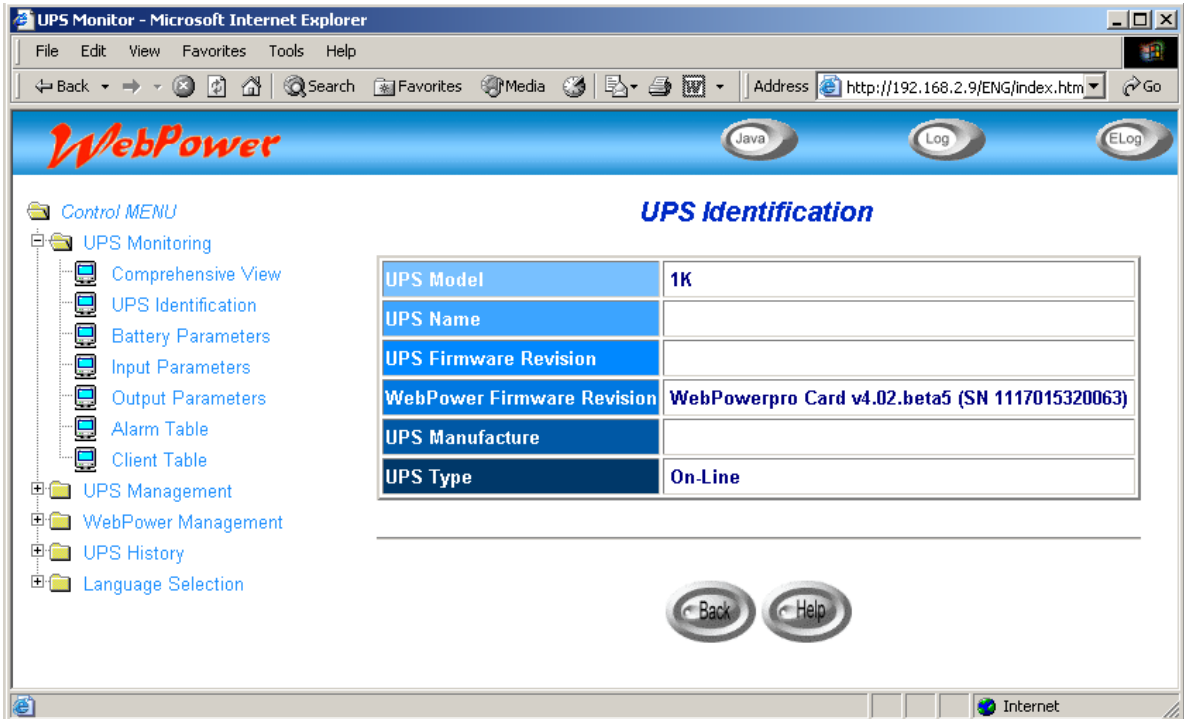 UPS Monitor - Microsoft Internet Explorer
File Edit View Favorites Tools Help
Back Search Favorites Media Address http://192.168.2.9/ENG/index.htm Go
WebPower Java Log ELog
Control MENU
UPS Monitoring
Comprehensive View
UPS Identification
Battery Parameters
Input Parameters
Output Parameters
Alarm Table
Client Table
UPS Management
WebPower Management
UPS History
Language Selection
UPS Identification
UPS Model 1K
UPS Name
UPS Firmware Revision
WebPower Firmware Revision WebPowerpro Card v4.02.beta5 (SN 1117015320063)
UPS Manufacture
UPS Type On-Line
Back Help
Internet